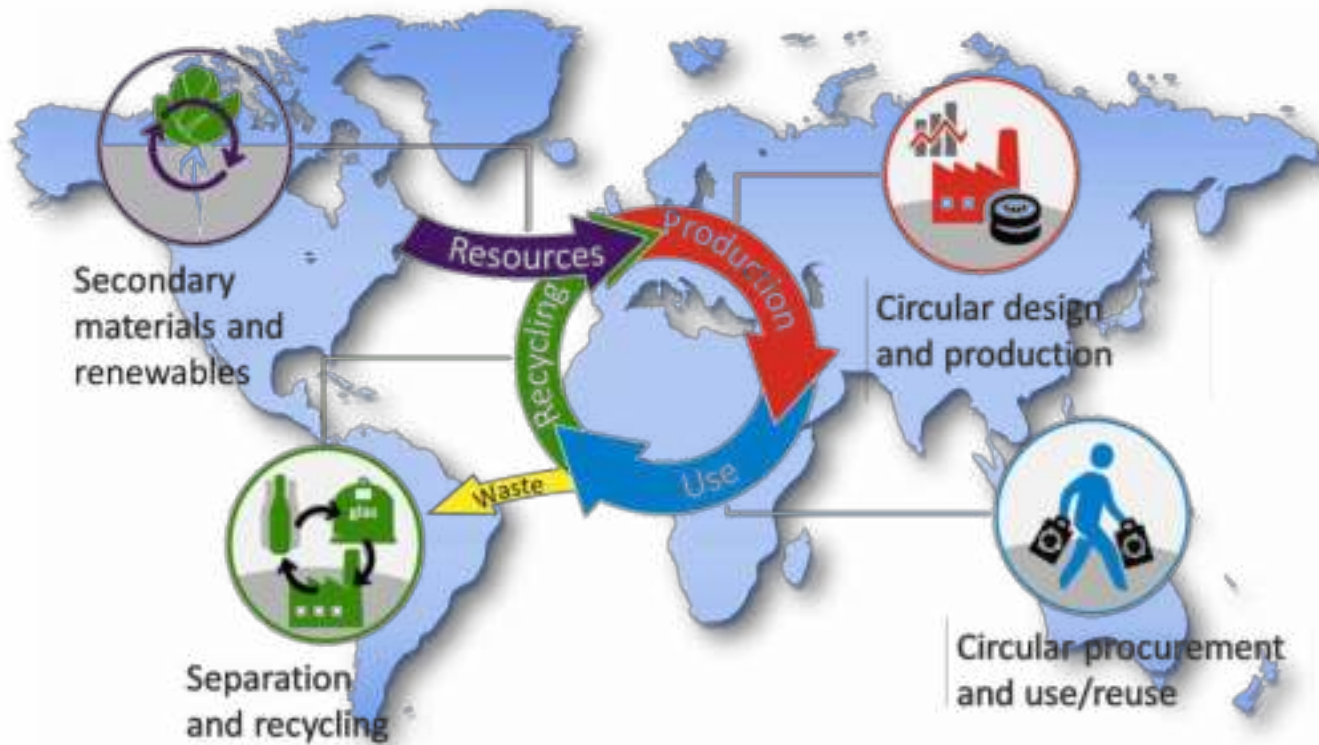 Resources
Production
Recycling
Use
Waste
Secondary
materials and
renewables
Circular design
and production
glas
Separation
and recycling
Circular procurement
and use/reuse